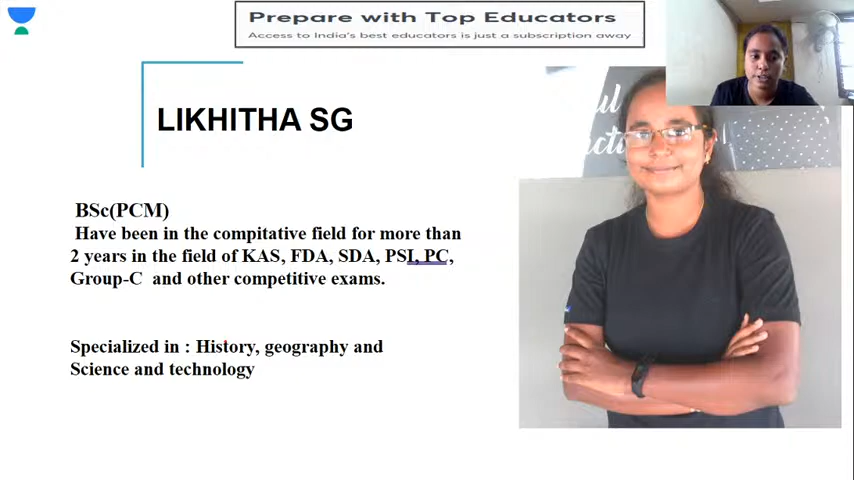 Prepare with Top Educators
Access to India's best educators is just a subscription away
LIKHITHA SG
BSc(PCM)
Have been in the compitative field for more than
2 years in the field of KAS, FDA, SDA, PSI, PC,
Group-C and other competitive exams.
Specialized in : History, geography and
Science and technology